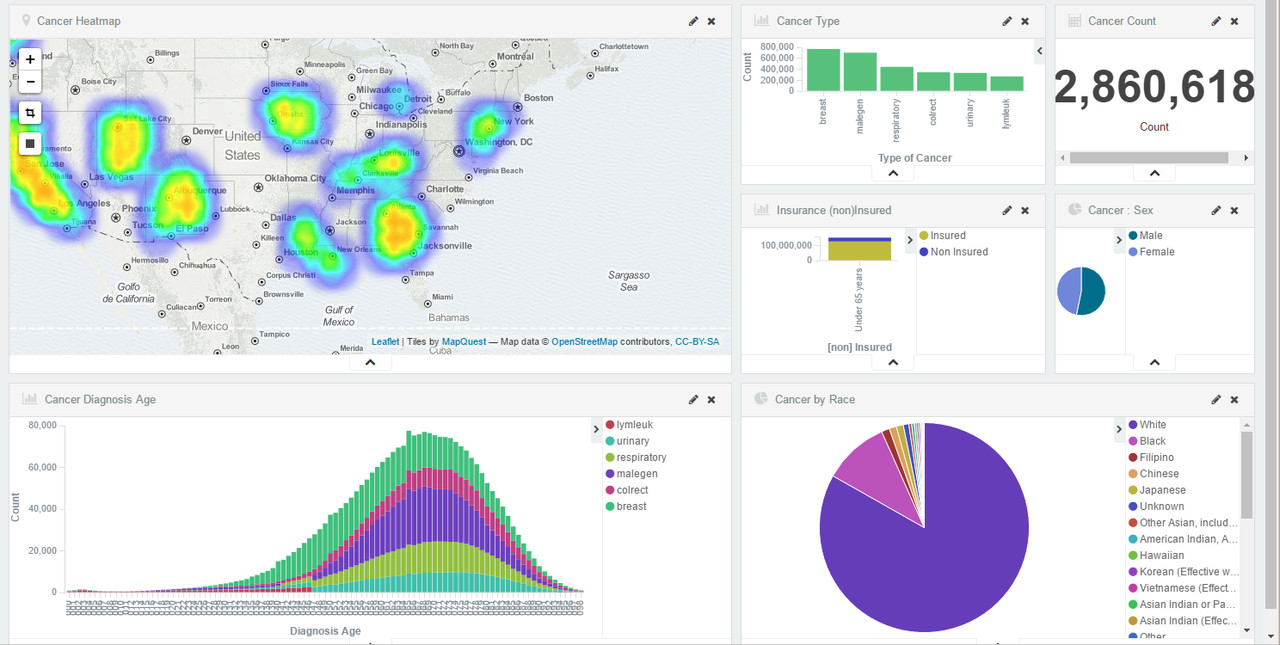 Cancer Heatmap
+
−
Billings
Boise City
Salt Lake City
Denver
United
States
Minneapolis
Green Bay
Sioux Falls
Milwaukee
Chicago
Detroit
Buffalo
Cleveland
North Bay
Ottawa
Montréal
Charlottetown
Halifax
Boston
New York
Washington, DC
Omaha
Kansas City
Indianapolis
Louisville
Clarksville
Virginia Beach
San Jose
Visalia
Las Vegas
Los Angeles
Tijuana
Phoenix
Tucson
Albuquerque
El Paso
Lubbock
Oklahoma City
Memphis
Charlotte
Wilmington
Dallas
Killeen
Jackson
Atlanta
Savannah
Jacksonville
Houston
New Orleans
Corpus Christi
Brownsville
Tampa
Miami
Bahamas
Hermosillo
Chihuahua
Golfo
de California
Culiacan
Torreon
Mexico
Gulf of
Mexico
Sargasso
Sea
Tampico
Leon
Merida
Cuba
Leaflet | Tiles by MapQuest — Map data © OpenStreetMap contributors, CC-BY-SA
Cancer Type
Count
800,000
600,000
400,000
200,000
0
breast
malegen
respiratory
colrect
urinary
lymleuk
Type of Cancer
Cancer Count
2,860,618
Count
Insurance (non)Insured
100,000,000
0
Under 65 years
[non] Insured
Insured
Non Insured
Cancer : Sex
Male
Female
Cancer Diagnosis Age
Count
80,000
60,000
40,000
20,000
0
Diagnosis Age
lymleuk
urinary
respiratory
malegen
colrect
breast
Cancer by Race
White
Black
Filipino
Chinese
Japanese
Unknown
Other Asian, includ...
American Indian, A...
Hawaiian
Korean (Effective w...
Vietnamese (Effect...
Asian Indian or Pa...
Asian Indian (Effec...
Other